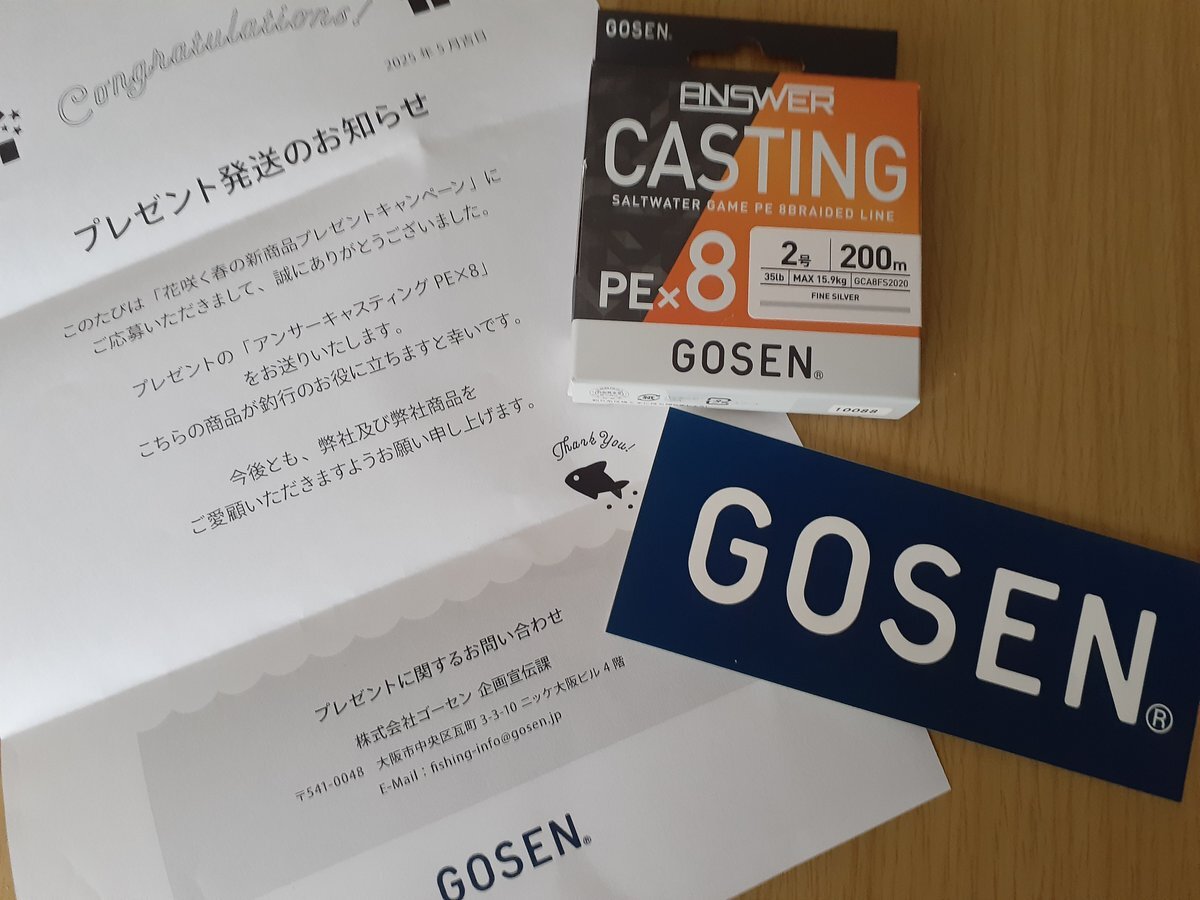 Congratulations!
2025年5月吉日
プレゼント発送のお知らせ
このたびは「花咲く春の新商品プレゼントキャンペーン」に
ご応募いただきまして、誠にありがとうございました。
プレゼントの「アンサーキャスティング PE×8」
をお送りいたします。
こちらの商品が釣行のお役に立ちますと幸いです。
今後とも、弊社及び弊社商品を
ご愛顧いただきますようお願い申し上げます。
Thank You!
プレゼントに関するお問い合わせ
株式会社ゴーセン 企画宣伝課
〒541-0048 大阪市中央区瓦町 3-3-10 ニッケ大阪ビル 4 階
E-Mail：fishing-info@gosen.jp
GOSEN®
GOSEN®
ANSWER
CASTING
SALTWATER GAME PE 8BRAIDED LINE
PE×8
2号 200m
35lb MAX 15.9kg GCA8FS2020
FINE SILVER
GOSEN®
10088
GOSEN®